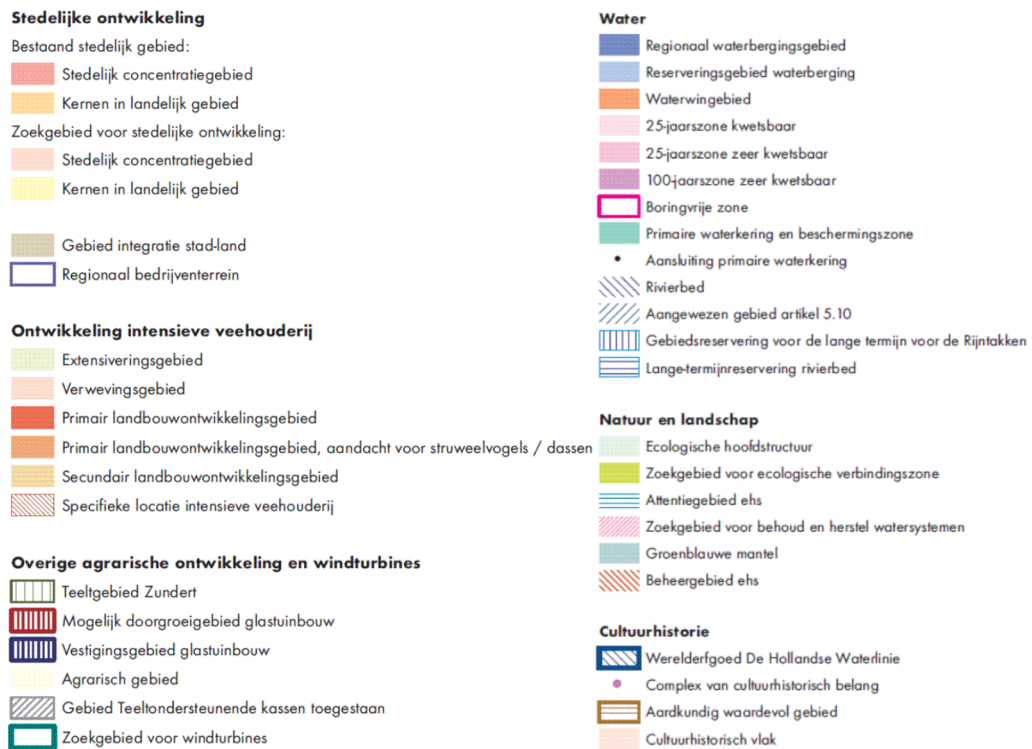 Stedelijke ontwikkeling
Bestaand stedelijk gebied:
Stedelijk concentratiegebied
Kernen in landelijk gebied
Zoekgebied voor stedelijke ontwikkeling:
Stedelijk concentratiegebied
Kernen in landelijk gebied
Gebied integratie stad-land
Regionaal bedrijventerrein
Ontwikkeling intensieve veehouderij
Extensiveringsgebied
Verwevingsgebied
Primair landbouwontwikkelingsgebied
Primair landbouwontwikkelingsgebied, aandacht voor struweelvogels / dassen
Secundair landbouwontwikkelingsgebied
Specifieke locatie intensieve veehouderij
Overige agrarische ontwikkeling en windturbines
Teeltgebied Zundert
Mogelijk doorgroeigebied glastuinbouw
Vestigingsgebied glastuinbouw
Agrarisch gebied
Gebied Teeltondersteunende kassen toegestaan
Zoekgebied voor windturbines
Water
Regionaal waterbergingsgebied
Reserveringsgebied waterberging
Waterwingebied
25-jaarszone kwetsbaar
25-jaarszone zeer kwetsbaar
100-jaarszone zeer kwetsbaar
Boringvrije zone
Primaire waterkering en beschermingszone
Aansluiting primaire waterkering
Rivierbed
Aangewezen gebied artikel 5.10
Gebiedsreservering voor de lange termijn voor de Rijntakken
Lange-termijnreservering rivierbed
Natuur en landschap
Ecologische hoofdstructuur
Zoekgebied voor ecologische verbindingszone
Attentiegebied ehs
Zoekgebied voor behoud en herstel watersystemen
Groenblauwe mantel
Beheergebied ehs
Cultuurhistorie
Werelderfgoed De Hollandse Waterlinie
Complex van cultuurhistorisch belang
Aardkundig waardevol gebied
Cultuurhistorisch vlak